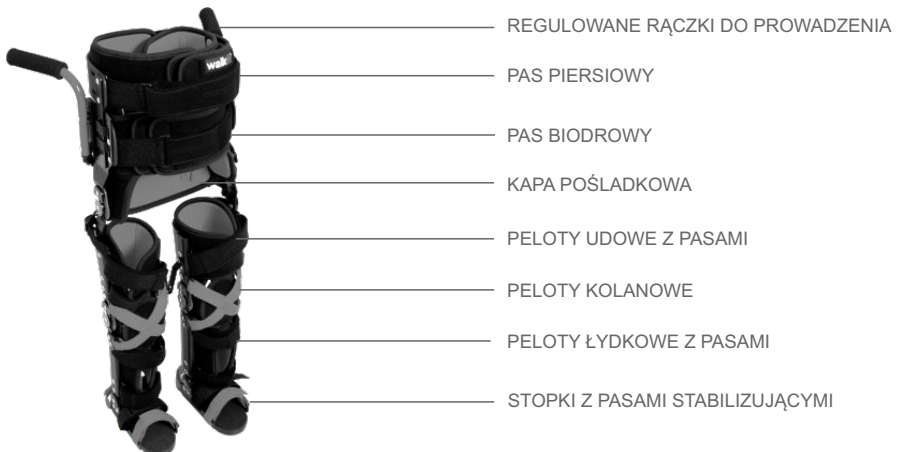 REGULOWANE RĄCZKI DO PROWADZENIA
walk
PAS PIERSIOWY
PAS BIODROWY
KAPA POŚLADKOWA
PELOTY UDOWE Z PASAMI
PELOTY KOLANOWE
PELOTY ŁYDKOWE Z PASAMI
STOPKI Z PASAMI STABILIZUJĄCYMI